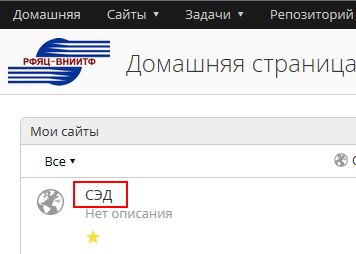 Домашняя Сайты Задачи Репозиторий
РФЯЦ-ВНИИТФ
Домашняя страница
Мои сайты
Все
СЭД
Нет описания